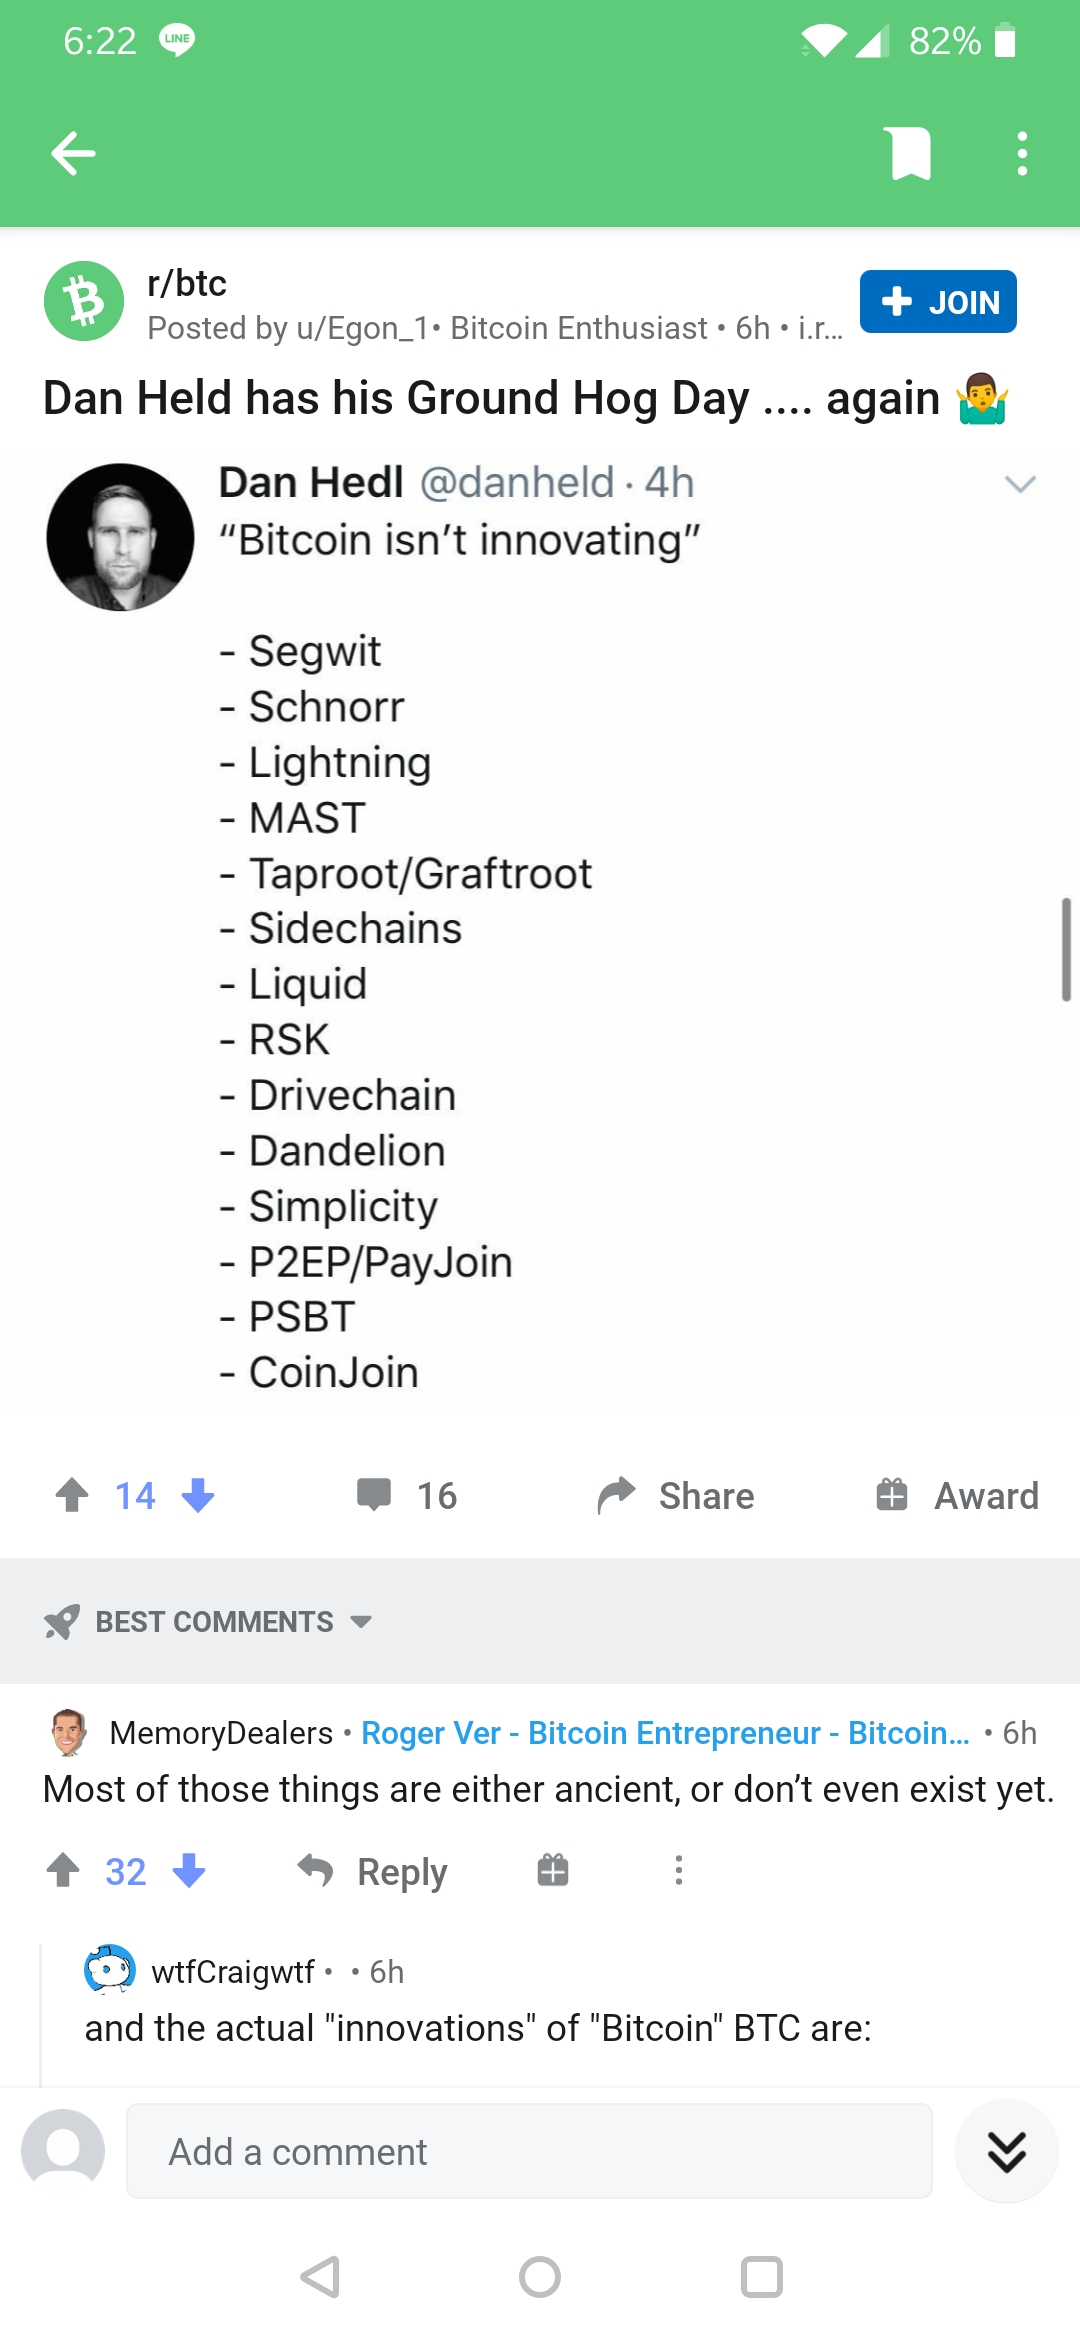 6:22 LINE 82%
r/btc
Posted by u/Egon_1• Bitcoin Enthusiast • 6h • i.r...
+ JOIN
Dan Held has his Ground Hog Day .... again 🤷‍♂️
Dan Hedl @danheld · 4h
“Bitcoin isn’t innovating”
- Segwit
- Schnorr
- Lightning
- MAST
- Taproot/Graftroot
- Sidechains
- Liquid
- RSK
- Drivechain
- Dandelion
- Simplicity
- P2EP/PayJoin
- PSBT
- CoinJoin
14 16 Share Award
BEST COMMENTS
MemoryDealers • Roger Ver - Bitcoin Entrepreneur - Bitcoin... • 6h
Most of those things are either ancient, or don’t even exist yet.
32 Reply
wtfCraigwtf • • 6h
and the actual "innovations" of "Bitcoin" BTC are:
Add a comment